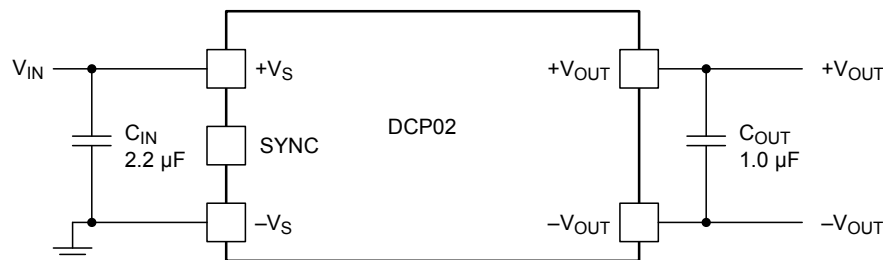 V_IN
+V_S
+V_OUT
+V_OUT
C_IN
2.2 µF
SYNC
DCP02
C_OUT
1.0 µF
–V_S
–V_OUT
–V_OUT